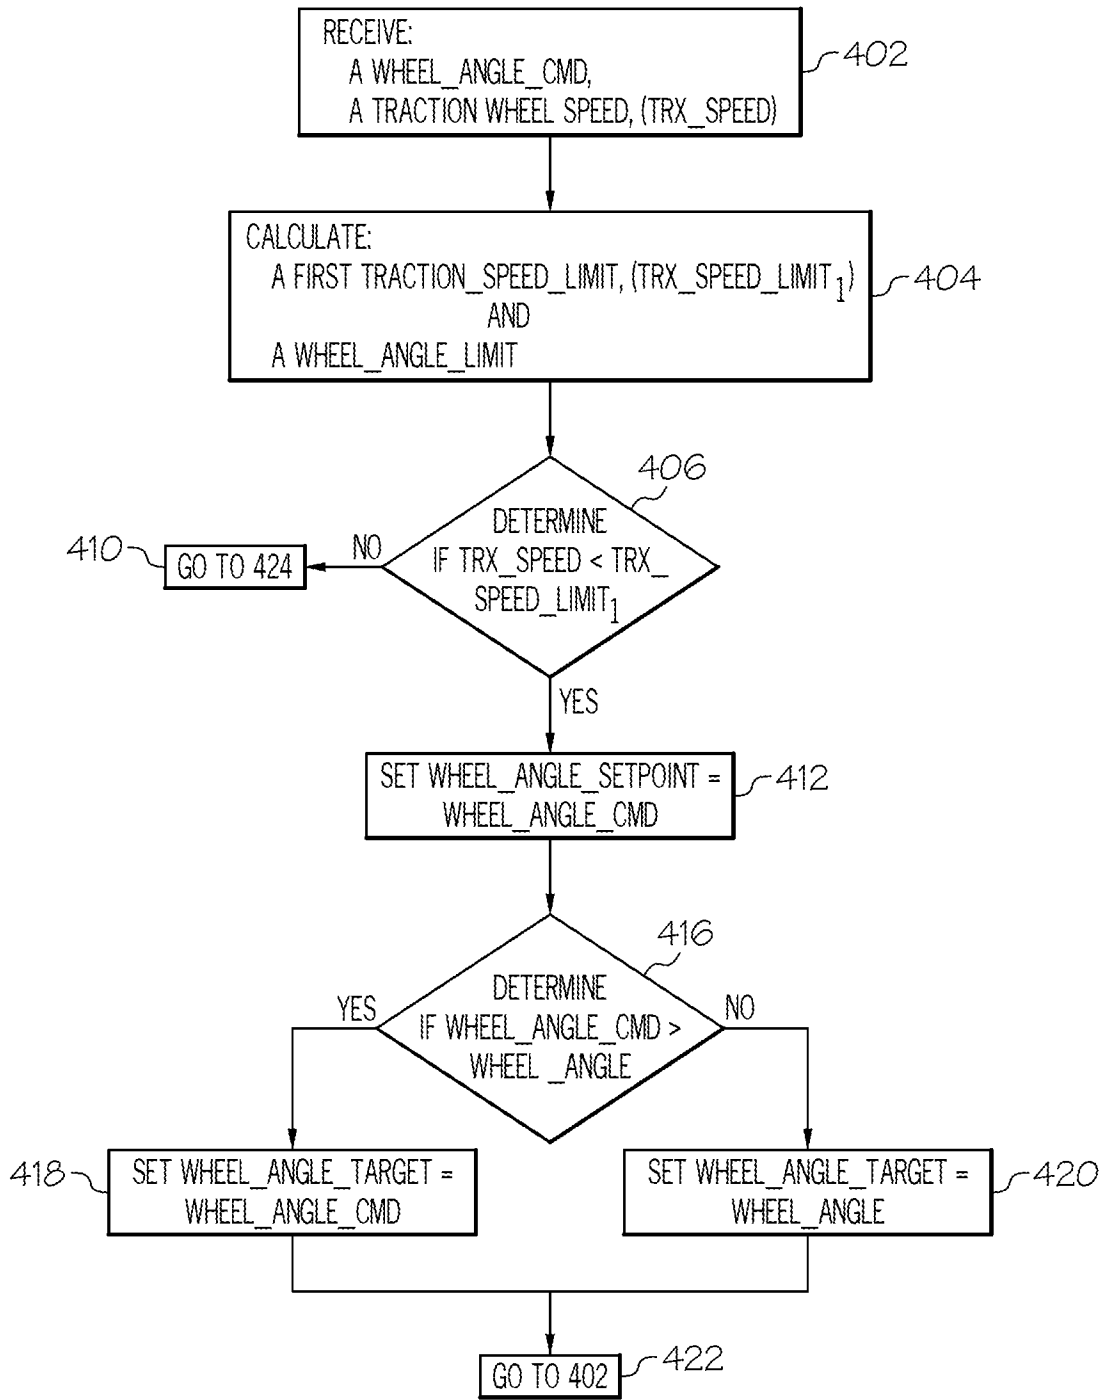 RECEIVE:
A WHEEL_ANGLE_CMD,
A TRACTION WHEEL SPEED, (TRX_SPEED)
402
CALCULATE:
A FIRST TRACTION_SPEED_LIMIT, (TRX_SPEED_LIMIT1)
AND
A WHEEL_ANGLE_LIMIT
404
406
DETERMINE
IF TRX_SPEED < TRX_
SPEED_LIMIT1
NO
410
GO TO 424
YES
SET WHEEL_ANGLE_SETPOINT =
WHEEL_ANGLE_CMD
412
416
DETERMINE
IF WHEEL_ANGLE_CMD >
WHEEL _ANGLE
YES
NO
418
SET WHEEL_ANGLE_TARGET =
WHEEL_ANGLE_CMD
SET WHEEL_ANGLE_TARGET =
WHEEL_ANGLE
420
GO TO 402
422